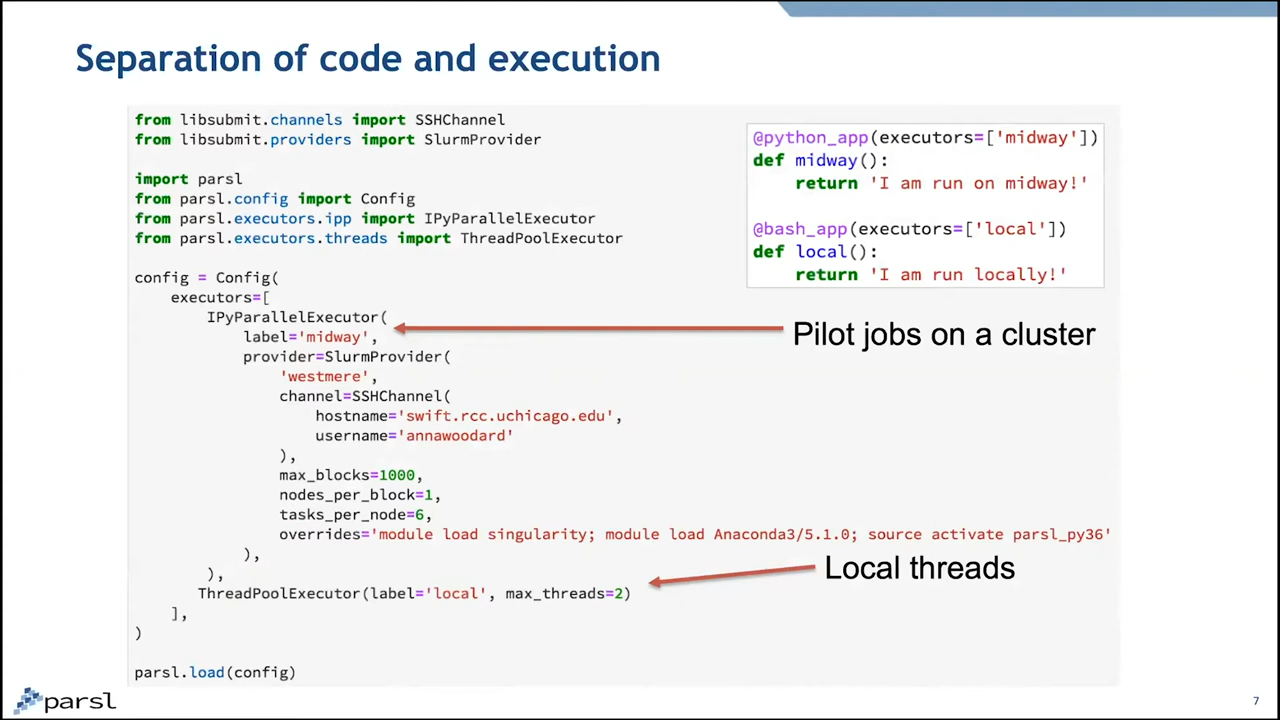 Separation of code and execution
from libsubmit.channels import SSHChannel
from libsubmit.providers import SlurmProvider
import parsl
from parsl.config import Config
from parsl.executors.ipp import IPyParallelExecutor
from parsl.executors.threads import ThreadPoolExecutor
config = Config(
    executors=[
        IPyParallelExecutor(
            label='midway',
            provider=SlurmProvider(
                'westmere',
                channel=SSHChannel(
                    hostname='swift.rcc.uchicago.edu',
                    username='annawoodard'
                ),
                max_blocks=1000,
                nodes_per_block=1,
                tasks_per_node=6,
                overrides='module load singularity; module load Anaconda3/5.1.0; source activate parsl_py36'
            ),
        ),
       ThreadPoolExecutor(label='local', max_threads=2)
    ],
)
parsl.load(config)
@python_app(executors=['midway'])
def midway():
    return 'I am run on midway!'
@bash_app(executors=['local'])
def local():
    return 'I am run locally!'
Pilot jobs on a cluster
Local threads
parsl
7